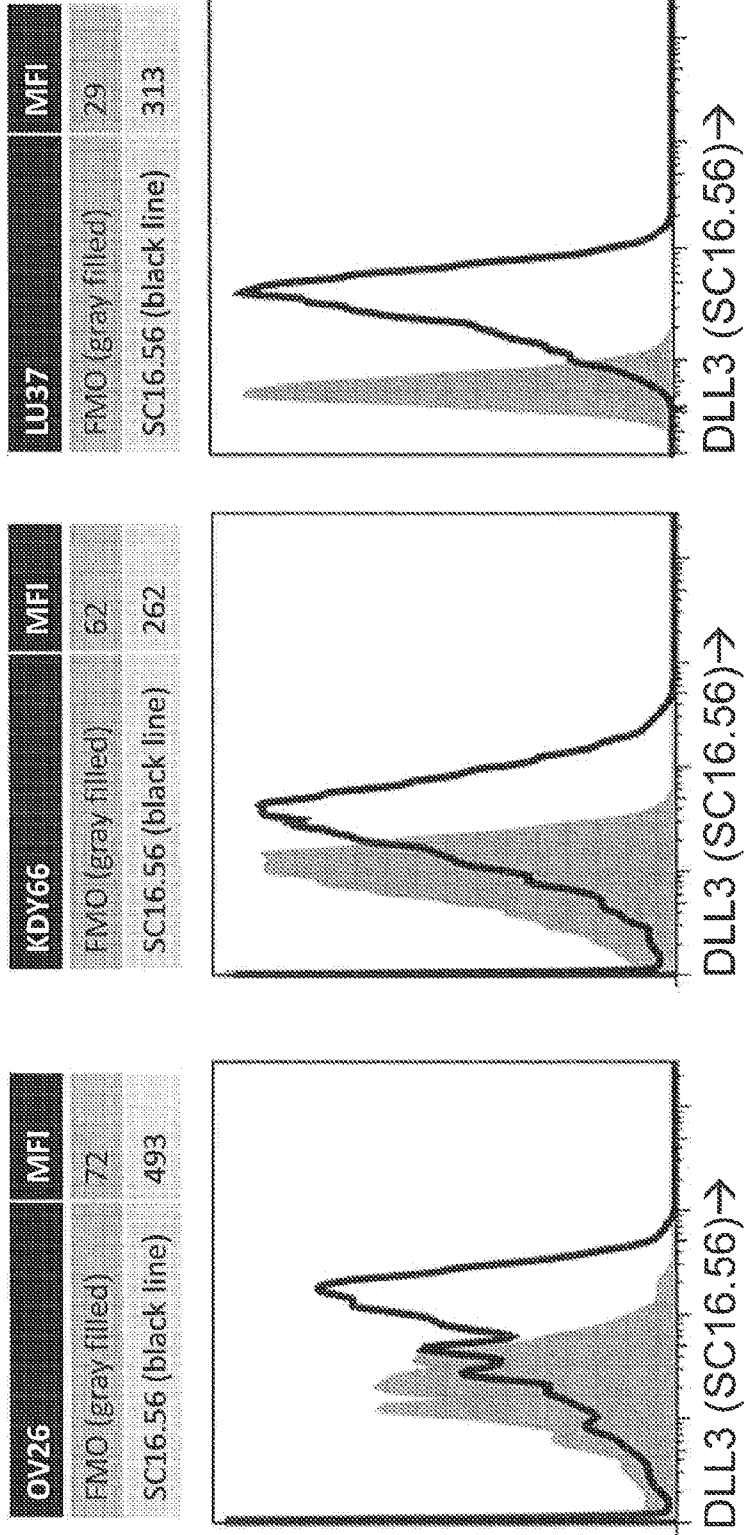 OV26 MFI
FMO (gray filled) 72
SC16.56 (black line) 493
DLL3 (SC16.56)→
KDY66 MFI
FMO (gray filled) 62
SC16.56 (black line) 262
DLL3 (SC16.56)→
LU37 MFI
FMO (gray filled) 29
SC16.56 (black line) 313
DLL3 (SC16.56)→